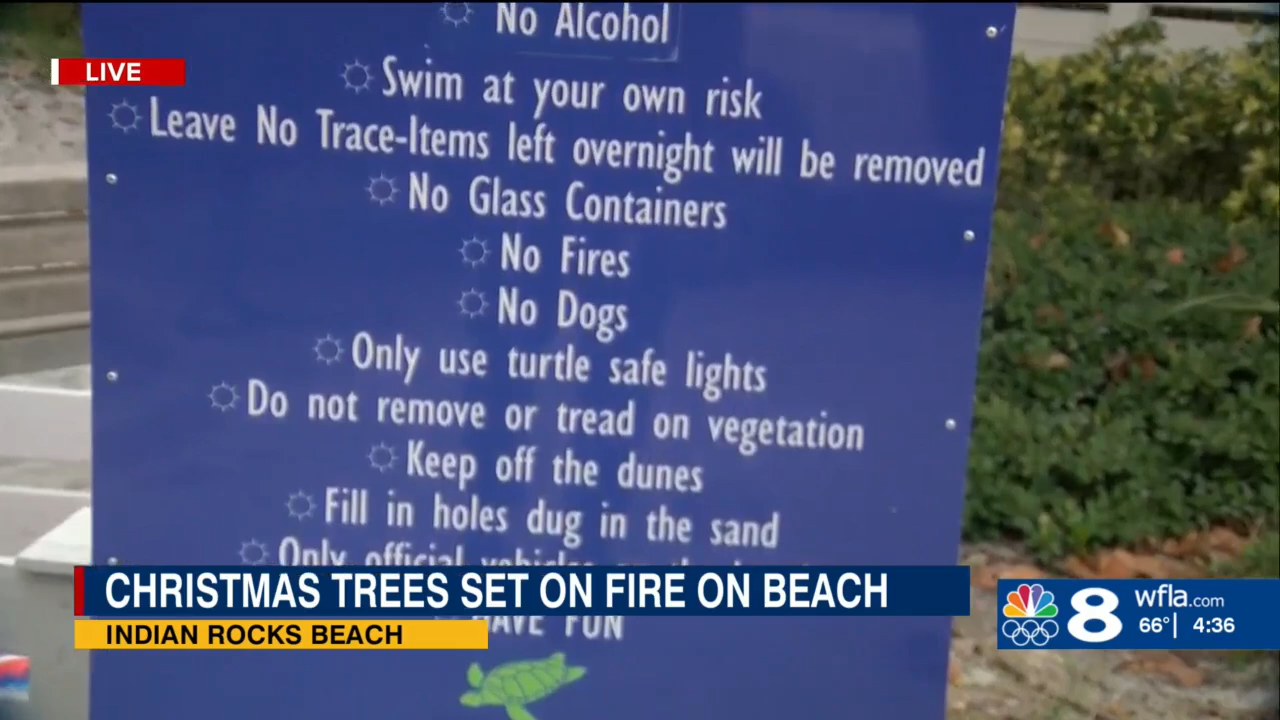 No Alcohol
LIVE
Swim at your own risk
Leave No Trace-Items left overnight will be removed
No Glass Containers
No Fires
No Dogs
Only use turtle safe lights
Do not remove or tread on vegetation
Keep off the dunes
Fill in holes dug in the sand
Only official vehicles
HAVE FUN
CHRISTMAS TREES SET ON FIRE ON BEACH
INDIAN ROCKS BEACH
8
wfla.com
66° 4:36